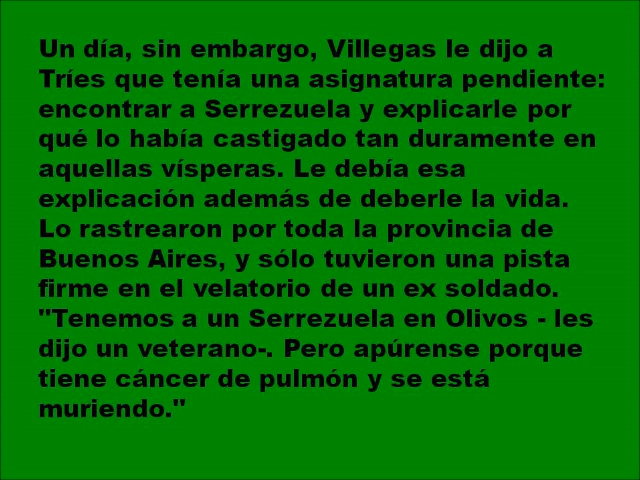 Un día, sin embargo, Villegas le dijo a
Tríes que tenía una asignatura pendiente:
encontrar a Serrezuela y explicarle por
qué lo había castigado tan duramente en
aquellas vísperas. Le debía esa
explicación además de deberle la vida.
Lo rastrearon por toda la provincia de
Buenos Aires, y sólo tuvieron una pista
firme en el velatorio de un ex soldado.
"Tenemos a un Serrezuela en Olivos - les
dijo un veterano-. Pero apúrense porque
tiene cáncer de pulmón y se está
muriendo."